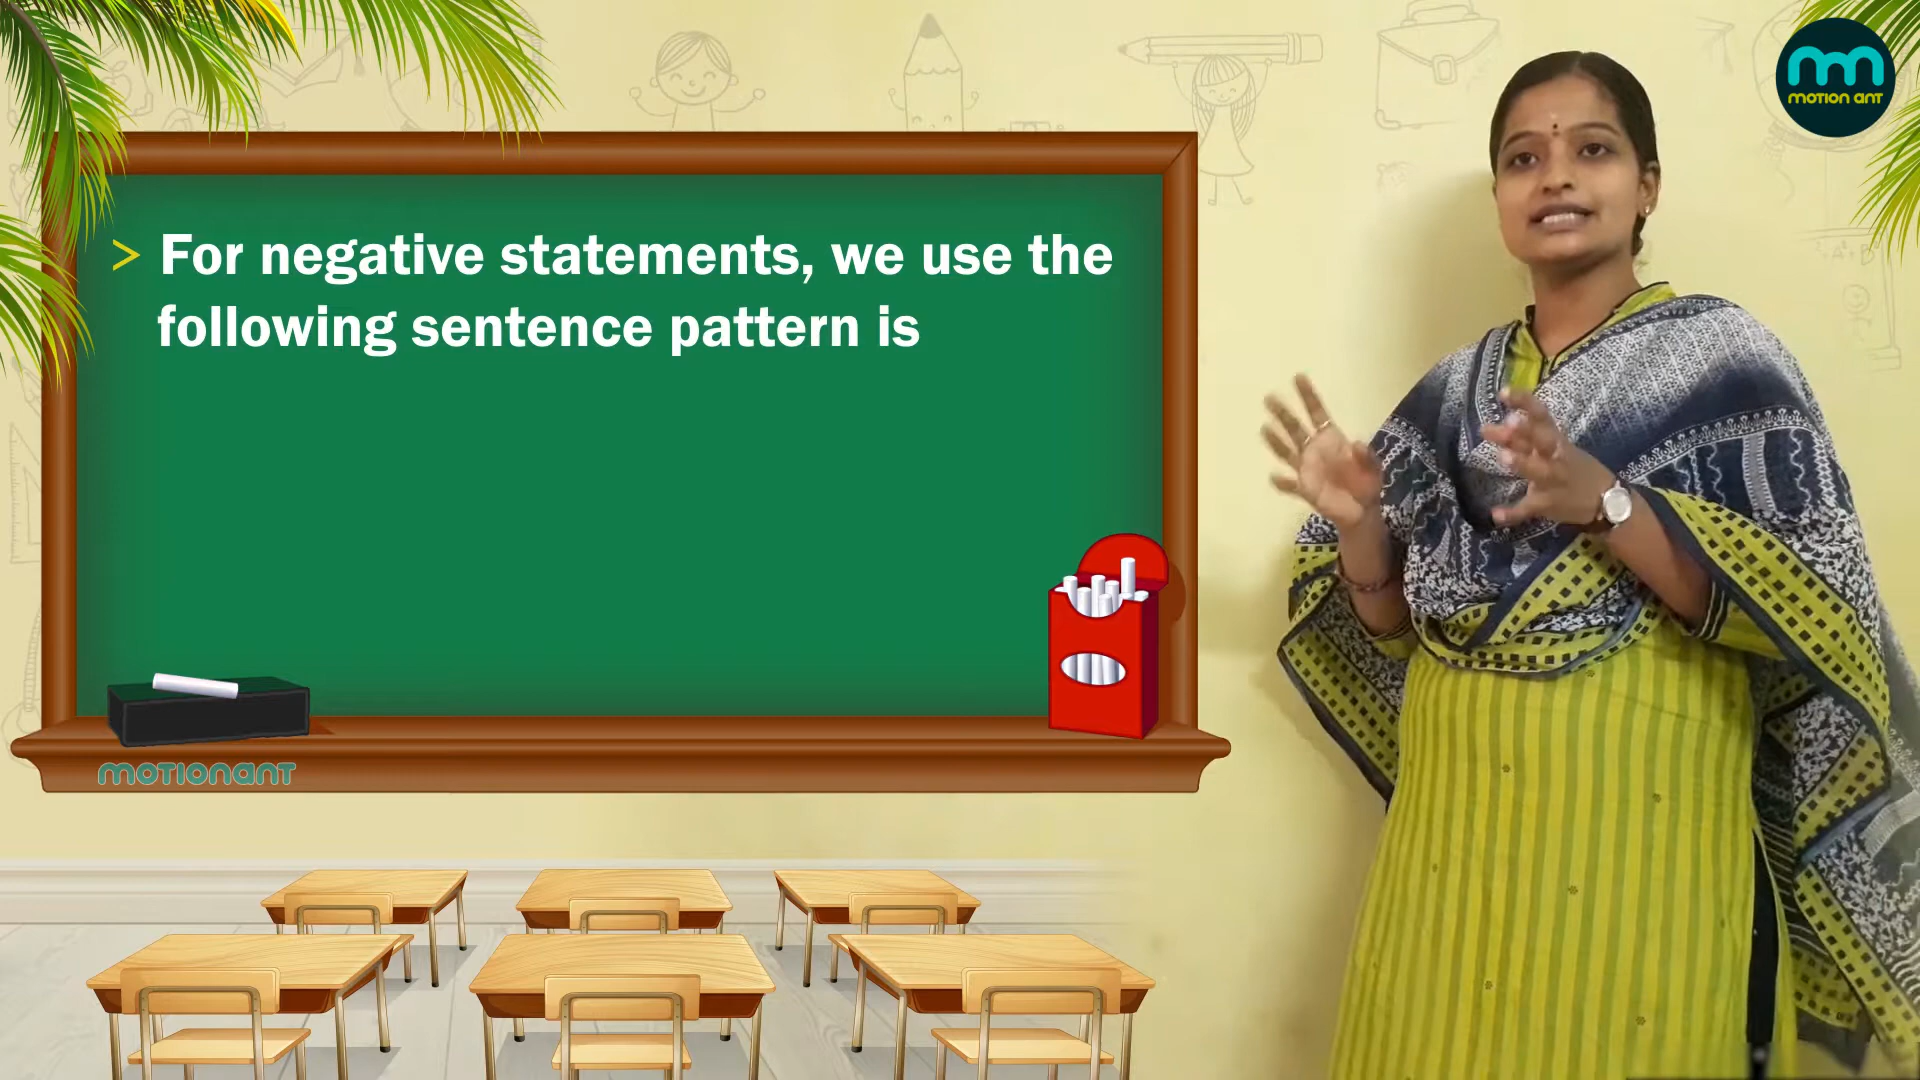 MOTION ANT
> For negative statements, we use the
following sentence pattern is
MOTIONANT